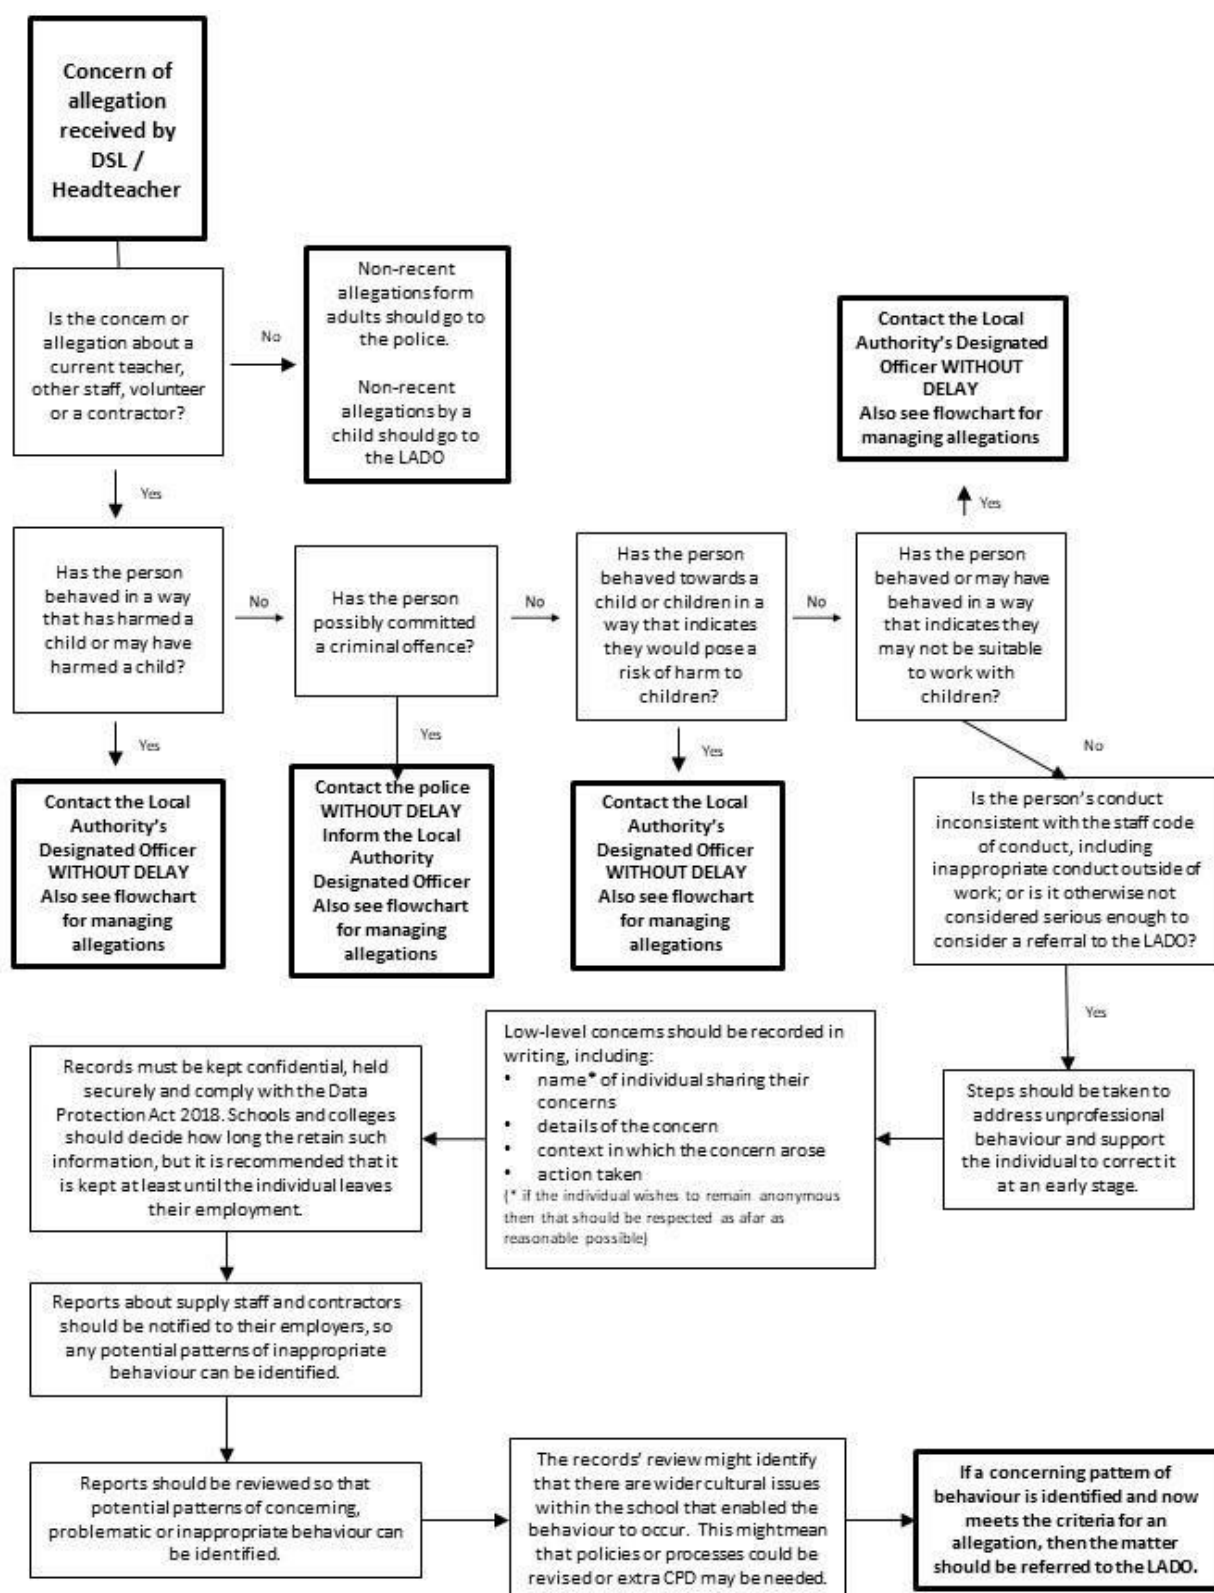 Concern of
allegation
received by
DSL /
Headteacher
Is the concern or
allegation about a
current teacher,
other staff, volunteer
or a contractor?
No
Non-recent
allegations form
adults should go to
the police.
Non-recent
allegations by a
child should go to
the LADO
Contact the Local
Authority's Designated
Officer WITHOUT
DELAY
Also see flowchart for
managing allegations
Yes
Yes
Has the person
behaved in a way
that has harmed a
child or may have
harmed a child?
No
Has the person
possibly committed
a criminal offence?
No
Has the person
behaved towards a
child or children in a
way that indicates
they would pose a
risk of harm to
children?
No
Has the person
behaved or may have
behaved in a way
that indicates they
may not be suitable
to work with
children?
Yes
Yes
Yes
No
Contact the Local
Authority's
Designated Officer
WITHOUT DELAY
Also see flowchart
for managing
allegations
Contact the police
WITHOUT DELAY
Inform the Local
Authority
Designated Officer
Also see flowchart
for managing
allegations
Contact the Local
Authority's
Designated Officer
WITHOUT DELAY
Also see flowchart
for managing
allegations
Is the person's conduct
inconsistent with the staff code
of conduct, including
inappropriate conduct outside of
work; or is it otherwise not
considered serious enough to
consider a referral to the LADO?
Yes
Steps should be taken to
address unprofessional
behaviour and support
the individual to correct it
at an early stage.
Low-level concerns should be recorded in
writing, including:
• name* of individual sharing their
concerns
• details of the concern
• context in which the concern arose
• action taken
(* if the individual wishes to remain anonymous
then that should be respected as afar as
reasonable possible)
Records must be kept confidential, held
securely and comply with the Data
Protection Act 2018. Schools and colleges
should decide how long the retain such
information, but it is recommended that it
is kept at least until the individual leaves
their employment.
Reports about supply staff and contractors
should be notified to their employers, so
any potential patterns of inappropriate
behaviour can be identified.
Reports should be reviewed so that
potential patterns of concerning,
problematic or inappropriate behaviour can
be identified.
The records' review might identify
that there are wider cultural issues
within the school that enabled the
behaviour to occur. This might mean
that policies or processes could be
revised or extra CPD may be needed.
If a concerning pattern of
behaviour is identified and now
meets the criteria for an
allegation, then the matter
should be referred to the LADO.